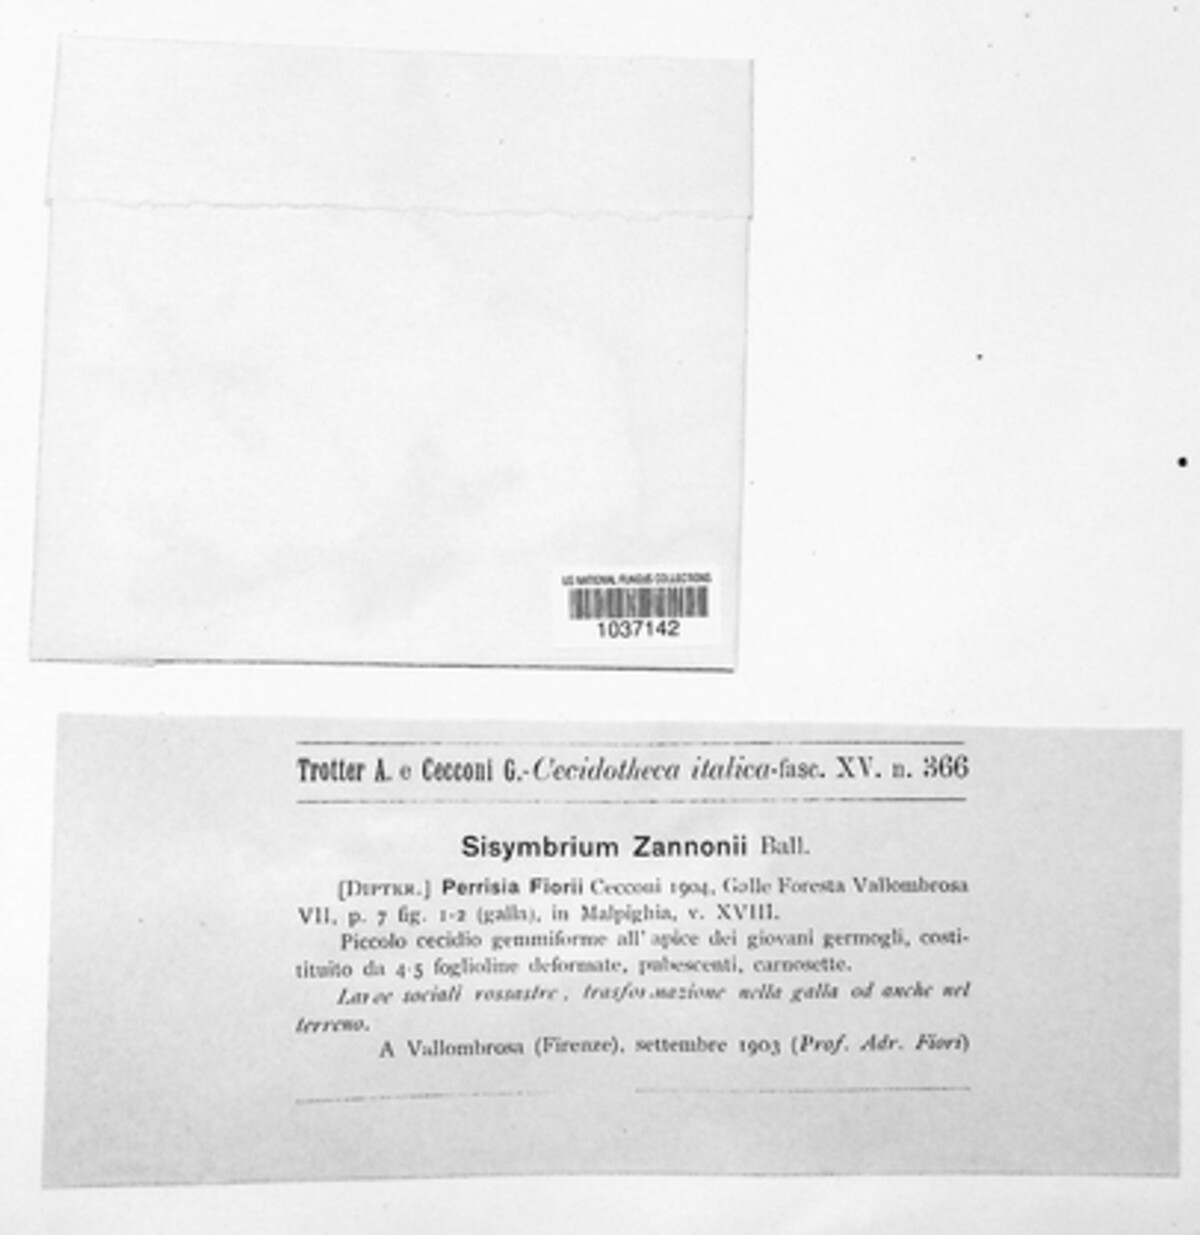 US NATIONAL FUNGUS COLLECTIONS
1037142
Trotter A. e Cecconi G.-Cecidotheca italica-fasc. XV. n. 366
Sisymbrium Zannonii Ball.
[DIPTER.] Perrisia Fiorii Cecconi 1904, Galle Foresta Vallombrosa
VII, p. 7 fig. 1-2 (galla), in Malpighia, v. XVIII.
Piccolo cecidio gemmiforme all' apice dei giovani germogli, costi-
tituito da 4-5 foglioline deformate, pubescenti, carnosette.
Larve sociali rossastre, trasformazione nella galla od anche nel
terreno.
A Vallombrosa (Firenze), settembre 1903 (Prof. Adr. Fiori)